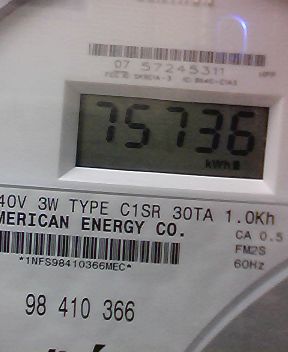 07 57245311
75736
kWh
40V 3W TYPE C1SR 30TA 1.0Kh
MERICAN ENERGY CO.
CA 0.5
FM2S
*1NFS98410366MEC*
60Hz
98 410 366